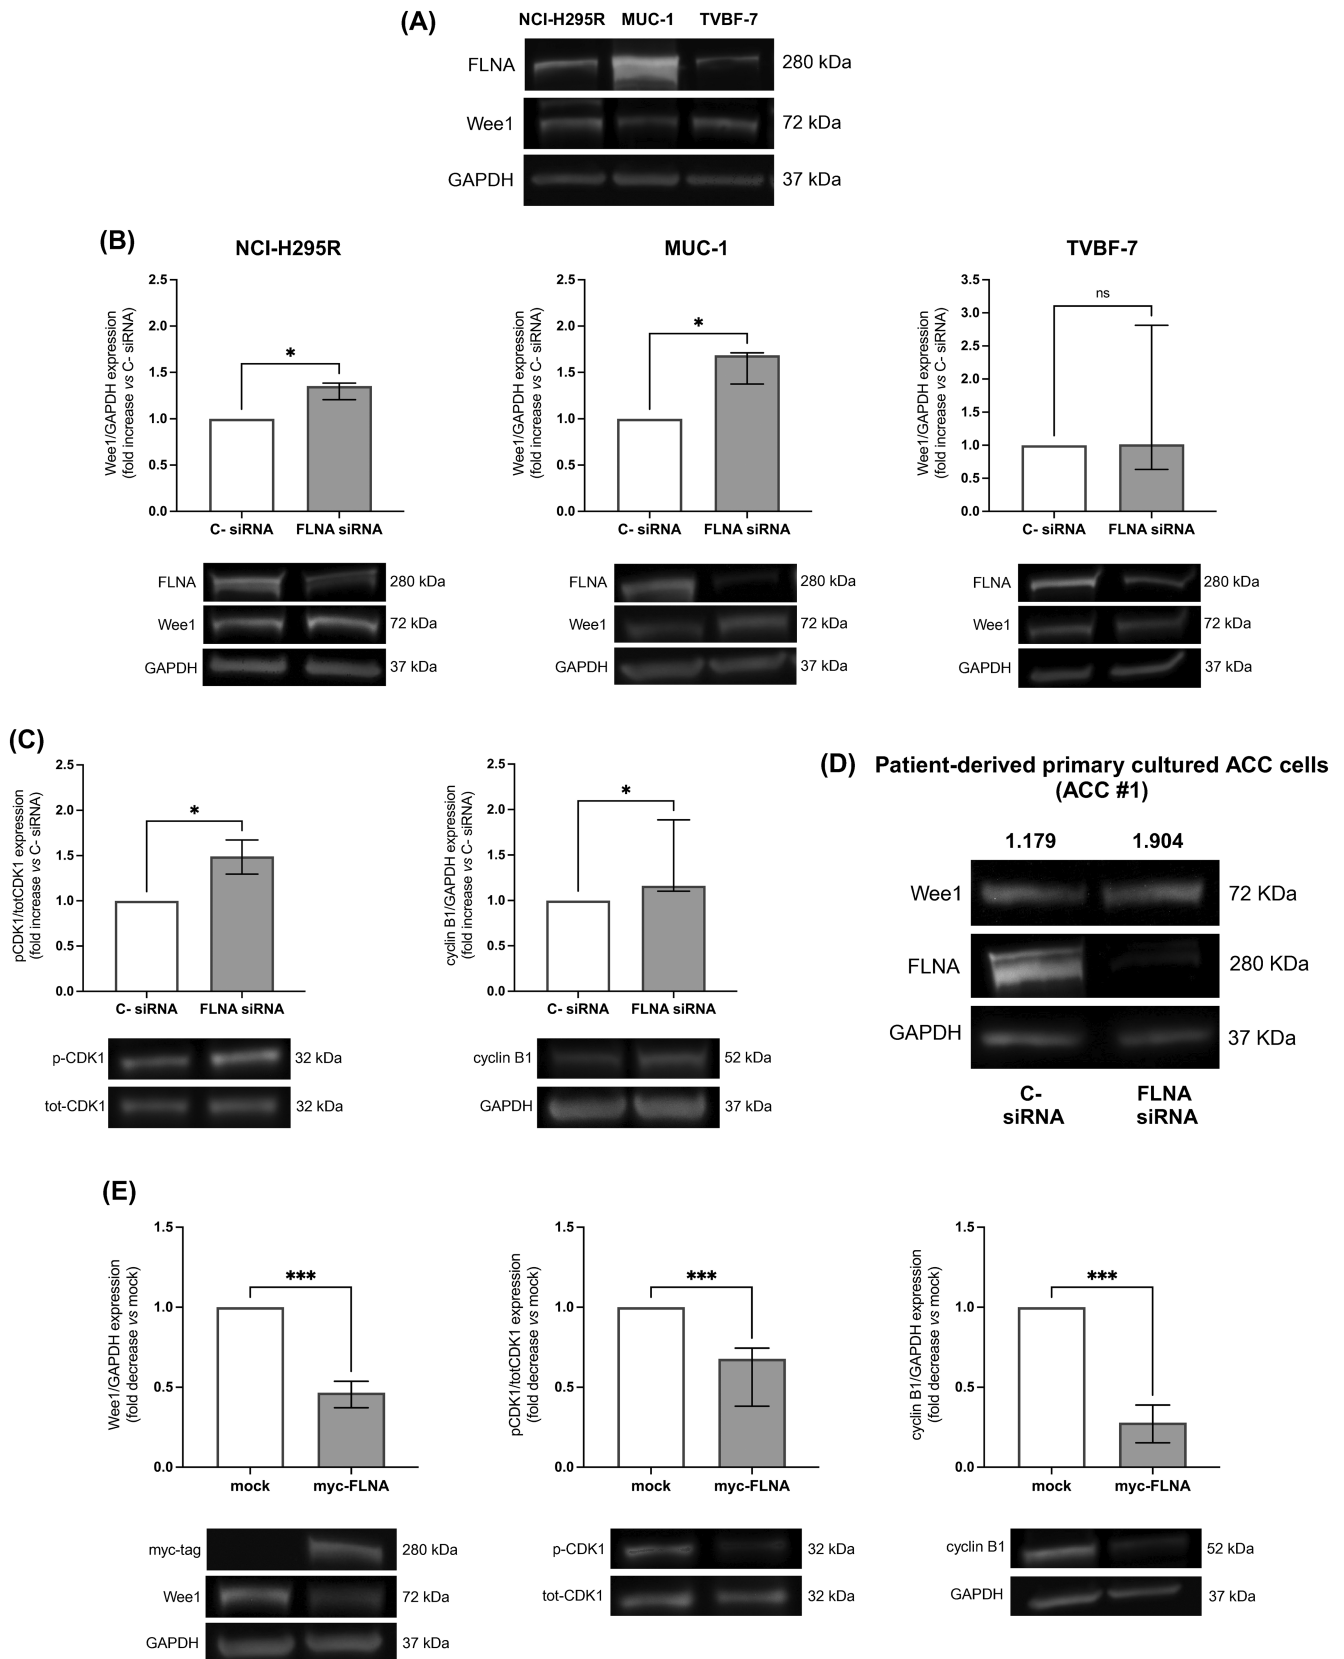 (A)
NCI-H295R MUC-1 TVBF-7
FLNA 280 kDa
Wee1 72 kDa
GAPDH 37 kDa
(B)
NCI-H295R
Wee1/GAPDH expression
(fold increase vs C- siRNA)
2.5
2.0
1.5
1.0
0.5
0.0
*
C- siRNA FLNA siRNA
FLNA 280 kDa
Wee1 72 kDa
GAPDH 37 kDa
MUC-1
Wee1/GAPDH expression
(fold increase vs C- siRNA)
2.5
2.0
1.5
1.0
0.5
0.0
*
C- siRNA FLNA siRNA
FLNA 280 kDa
Wee1 72 kDa
GAPDH 37 kDa
TVBF-7
Wee1/GAPDH expression
(fold increase vs C- siRNA)
3.5
3.0
2.5
2.0
1.5
1.0
0.5
0.0
ns
C- siRNA FLNA siRNA
FLNA 280 kDa
Wee1 72 kDa
GAPDH 37 kDa
(C)
pCDK1/totCDK1 expression
(fold increase vs C- siRNA)
2.5
2.0
1.5
1.0
0.5
0.0
*
C- siRNA FLNA siRNA
p-CDK1 32 kDa
tot-CDK1 32 kDa
cyclin B1/GAPDH expression
(fold increase vs C- siRNA)
2.5
2.0
1.5
1.0
0.5
0.0
*
C- siRNA FLNA siRNA
cyclin B1 52 kDa
GAPDH 37 kDa
(D) Patient-derived primary cultured ACC cells
(ACC #1)
1.179 1.904
Wee1 72 KDa
FLNA 280 KDa
GAPDH 37 KDa
C- FLNA
siRNA siRNA
(E)
Wee1/GAPDH expression
(fold decrease vs mock)
1.5
1.0
0.5
0.0
***
mock myc-FLNA
myc-tag 280 kDa
Wee1 72 kDa
GAPDH 37 kDa
pCDK1/totCDK1 expression
(fold decrease vs mock)
1.5
1.0
0.5
0.0
***
mock myc-FLNA
p-CDK1 32 kDa
tot-CDK1 32 kDa
cyclin B1/GAPDH expression
(fold decrease vs mock)
1.5
1.0
0.5
0.0
***
mock myc-FLNA
cyclin B1 52 kDa
GAPDH 37 kDa